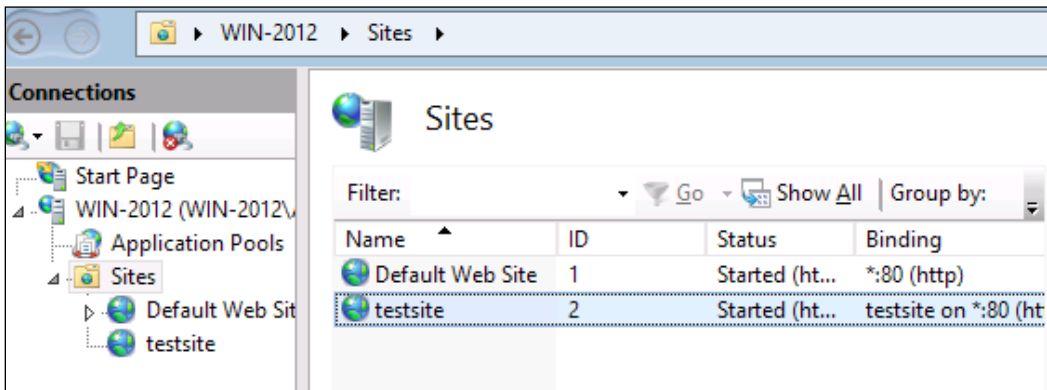 WIN-2012 Sites
Connections
Start Page
WIN-2012 (WIN-2012\
Application Pools
Sites
Default Web Sit
testsite
Sites
Filter: Go Show All Group by:
Name ID Status Binding
Default Web Site 1 Started (ht... *:80 (http)
testsite 2 Started (ht... testsite on *:80 (ht